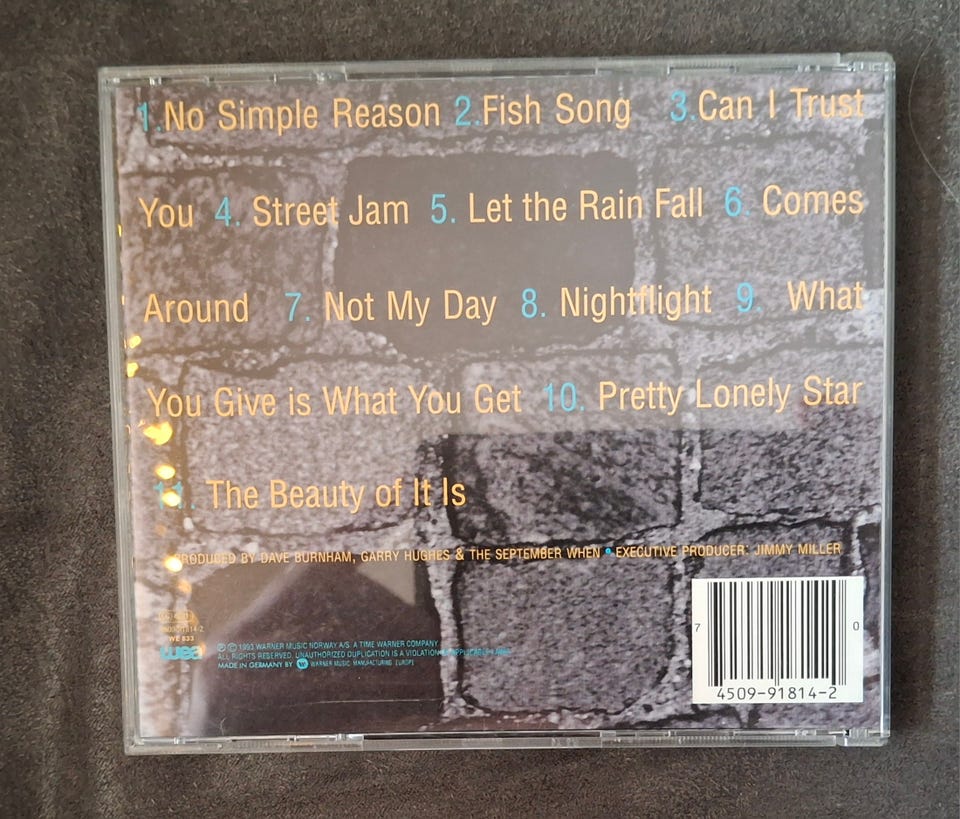 1.No Simple Reason 2.Fish Song 3.Can I Trust
You 4. Street Jam 5. Let the Rain Fall 6. Comes
Around 7. Not My Day 8. Nightflight 9. What
You Give is What You Get 10. Pretty Lonely Star
11. The Beauty of It Is
PRODUCED BY DAVE BURNHAM, GARRY HUGHES & THE SEPTEMBER WHEN • EXECUTIVE PRODUCER: JIMMY MILLER
7 0
4509-91814-2
WE 833
wea
℗ © 1993 WARNER MUSIC NORWAY A/S. A TIME WARNER COMPANY
ALL RIGHTS RESERVED. UNAUTHORIZED DUPLICATION IS A VIOLATION OF APPLICABLE LAWS
MADE IN GERMANY BY WARNER MUSIC MANUFACTURING EUROPE